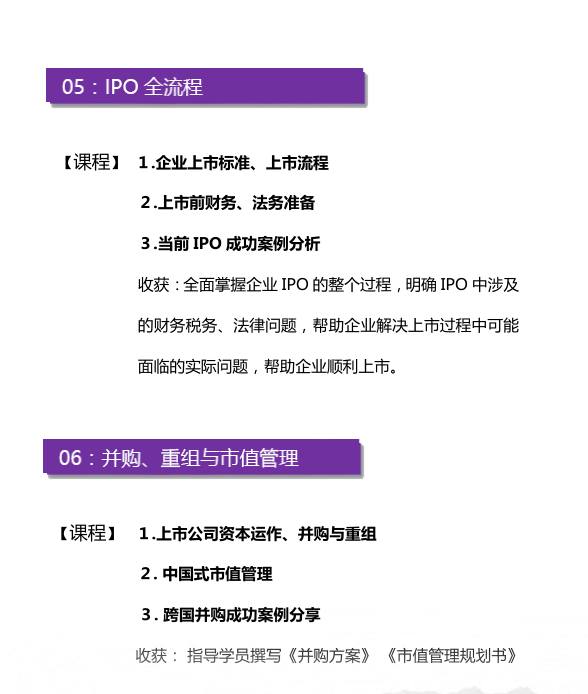 05：IPO 全流程
【课程】 1.企业上市标准、上市流程
2.上市前财务、法务准备
3.当前 IPO 成功案例分析
收获：全面掌握企业 IPO 的整个过程，明确 IPO 中涉及
的财务税务、法律问题，帮助企业解决上市过程中可能
面临的实际问题，帮助企业顺利上市。
06：并购、重组与市值管理
【课程】 1.上市公司资本运作、并购与重组
2. 中国式市值管理
3. 跨国并购成功案例分享
收获： 指导学员撰写《并购方案》 《市值管理规划书》